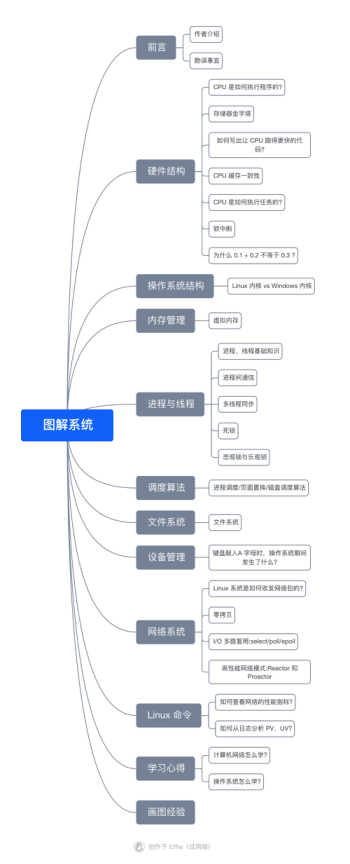 作者介绍
前言
勘误事宜
CPU 是如何执行程序的?
存储器金字塔
如何写出让 CPU 跑得更快的代
码?
硬件结构
CPU 缓存一致性
CPU 是如何执行任务的?
软中断
为什么 0.1 + 0.2 不等于 0.3 ?
操作系统结构
Linux 内核 vs Windows 内核
内存管理
虚拟内存
进程、线程基础知识
进程间通信
进程与线程
多线程同步
死锁
悲观锁与乐观锁
图解系统
调度算法
进程调度/页面置换/磁盘调度算法
文件系统
文件系统
设备管理
键盘敲入A 字母时，操作系统期间
发生了什么?
Linux 系统是如何收发网络包的?
零拷贝
网络系统
I/O 多路复用:select/poll/epoll
高性能网络模式:Reactor 和
Proactor
如何查看网络的性能指标?
Linux 命令
如何从日志分析 PV、UV?
计算机网络怎么学?
学习心得
操作系统怎么学?
画图经验
创作于 Effie（试用版）